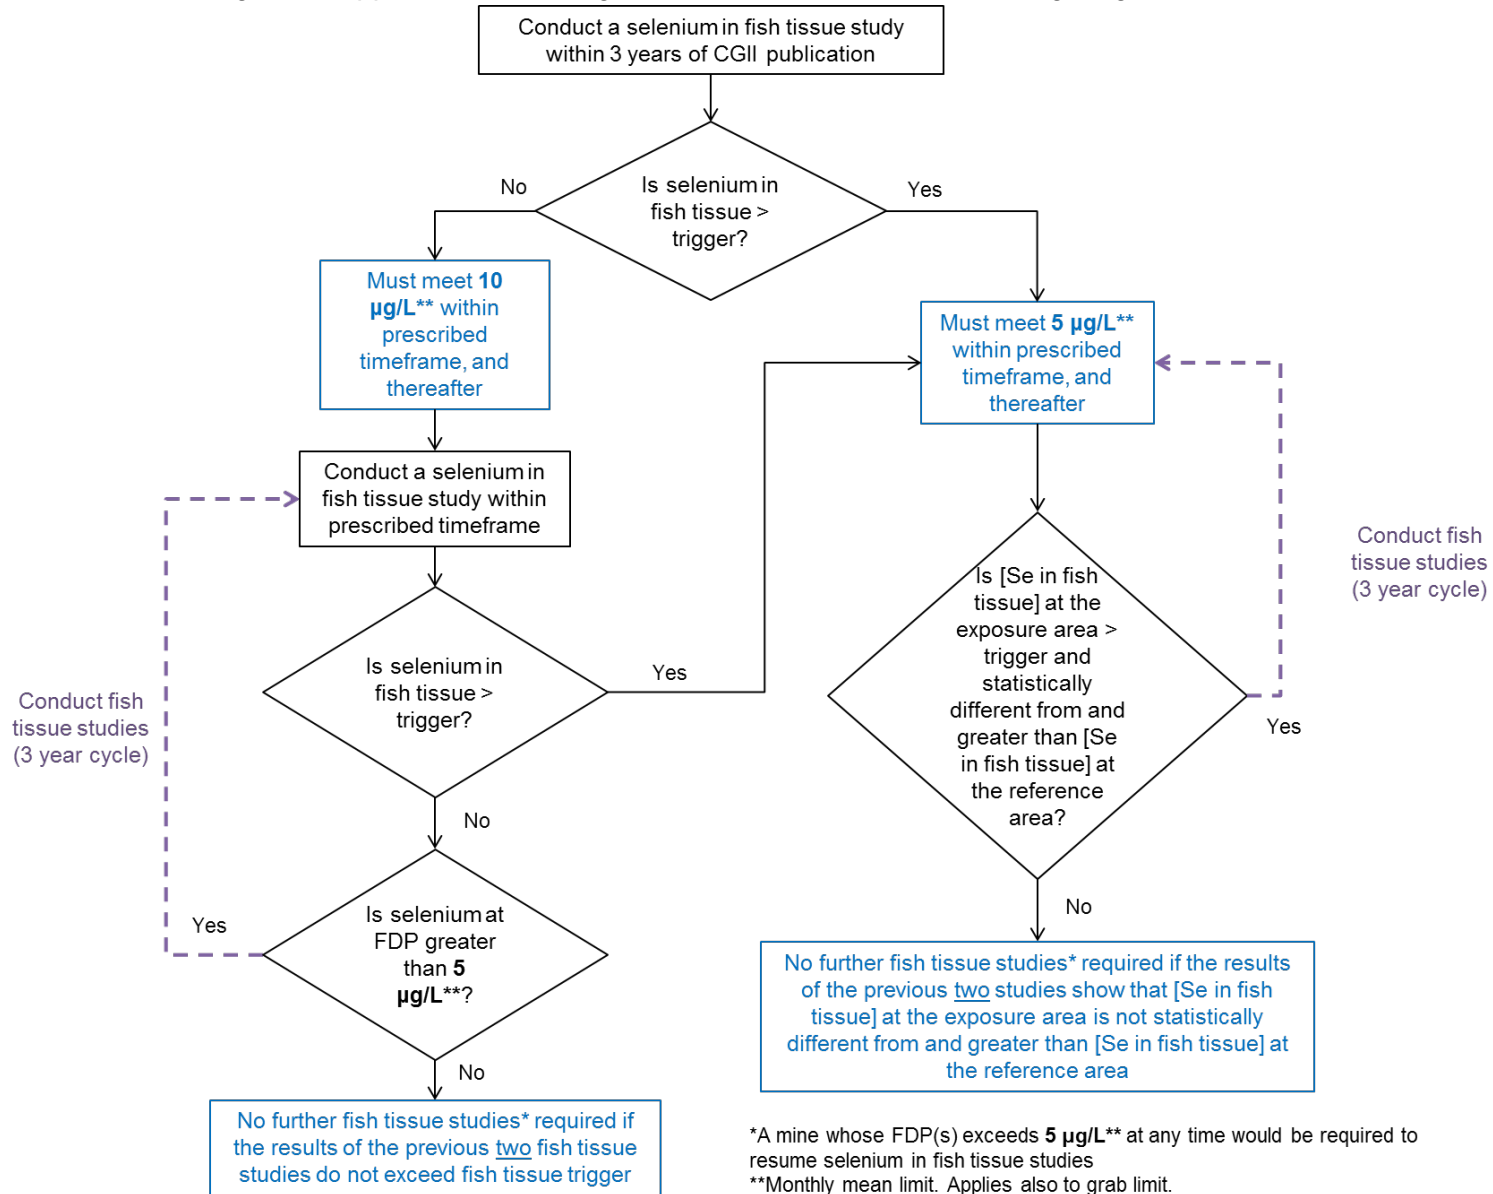 Conduct a selenium in fish tissue study
within 3 years of CGII publication
Is selenium in
fish tissue >
trigger?
No
Yes
Must meet 10
µg/L** within
prescribed
timeframe, and
thereafter
Must meet 5 µg/L**
within prescribed
timeframe, and
thereafter
Conduct a selenium in
fish tissue study within
prescribed timeframe
Is selenium in
fish tissue >
trigger?
Yes
No
Conduct fish
tissue studies
(3 year cycle)
Is selenium at
FDP greater
than 5
µg/L**?
Yes
No
No further fish tissue studies* required if
the results of the previous two fish tissue
studies do not exceed fish tissue trigger
Is [Se in fish
tissue] at the
exposure area >
trigger and
statistically
different from and
greater than [Se
in fish tissue] at
the reference
area?
Yes
Conduct fish
tissue studies
(3 year cycle)
No
No further fish tissue studies* required if the results
of the previous two studies show that [Se in fish
tissue] at the exposure area is not statistically
different from and greater than [Se in fish tissue] at
the reference area
*A mine whose FDP(s) exceeds 5 µg/L** at any time would be required to
resume selenium in fish tissue studies
**Monthly mean limit. Applies also to grab limit.